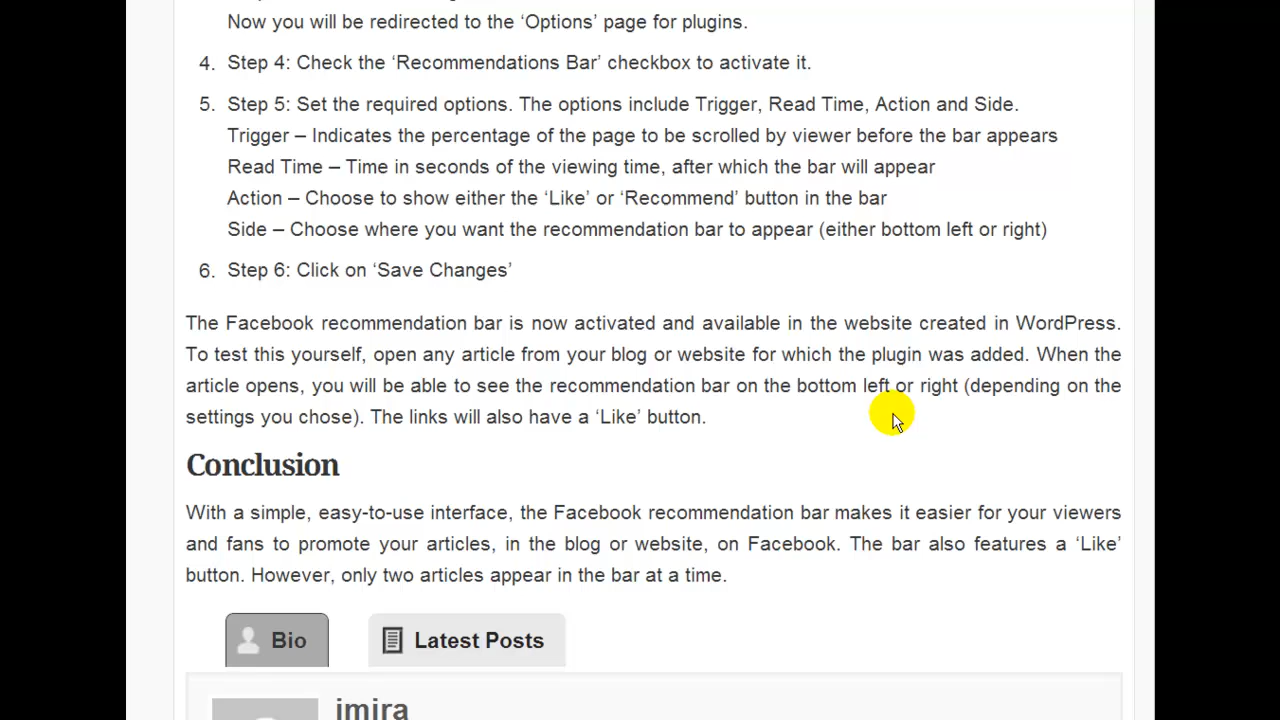 Now you will be redirected to the ‘Options’ page for plugins.
4. Step 4: Check the ‘Recommendations Bar’ checkbox to activate it.
5. Step 5: Set the required options. The options include Trigger, Read Time, Action and Side.
Trigger – Indicates the percentage of the page to be scrolled by viewer before the bar appears
Read Time – Time in seconds of the viewing time, after which the bar will appear
Action – Choose to show either the ‘Like’ or ‘Recommend’ button in the bar
Side – Choose where you want the recommendation bar to appear (either bottom left or right)
6. Step 6: Click on ‘Save Changes’
The Facebook recommendation bar is now activated and available in the website created in WordPress.
To test this yourself, open any article from your blog or website for which the plugin was added. When the
article opens, you will be able to see the recommendation bar on the bottom left or right (depending on the
settings you chose). The links will also have a ‘Like’ button.
Conclusion
With a simple, easy-to-use interface, the Facebook recommendation bar makes it easier for your viewers
and fans to promote your articles, in the blog or website, on Facebook. The bar also features a ‘Like’
button. However, only two articles appear in the bar at a time.
Bio
Latest Posts
imira